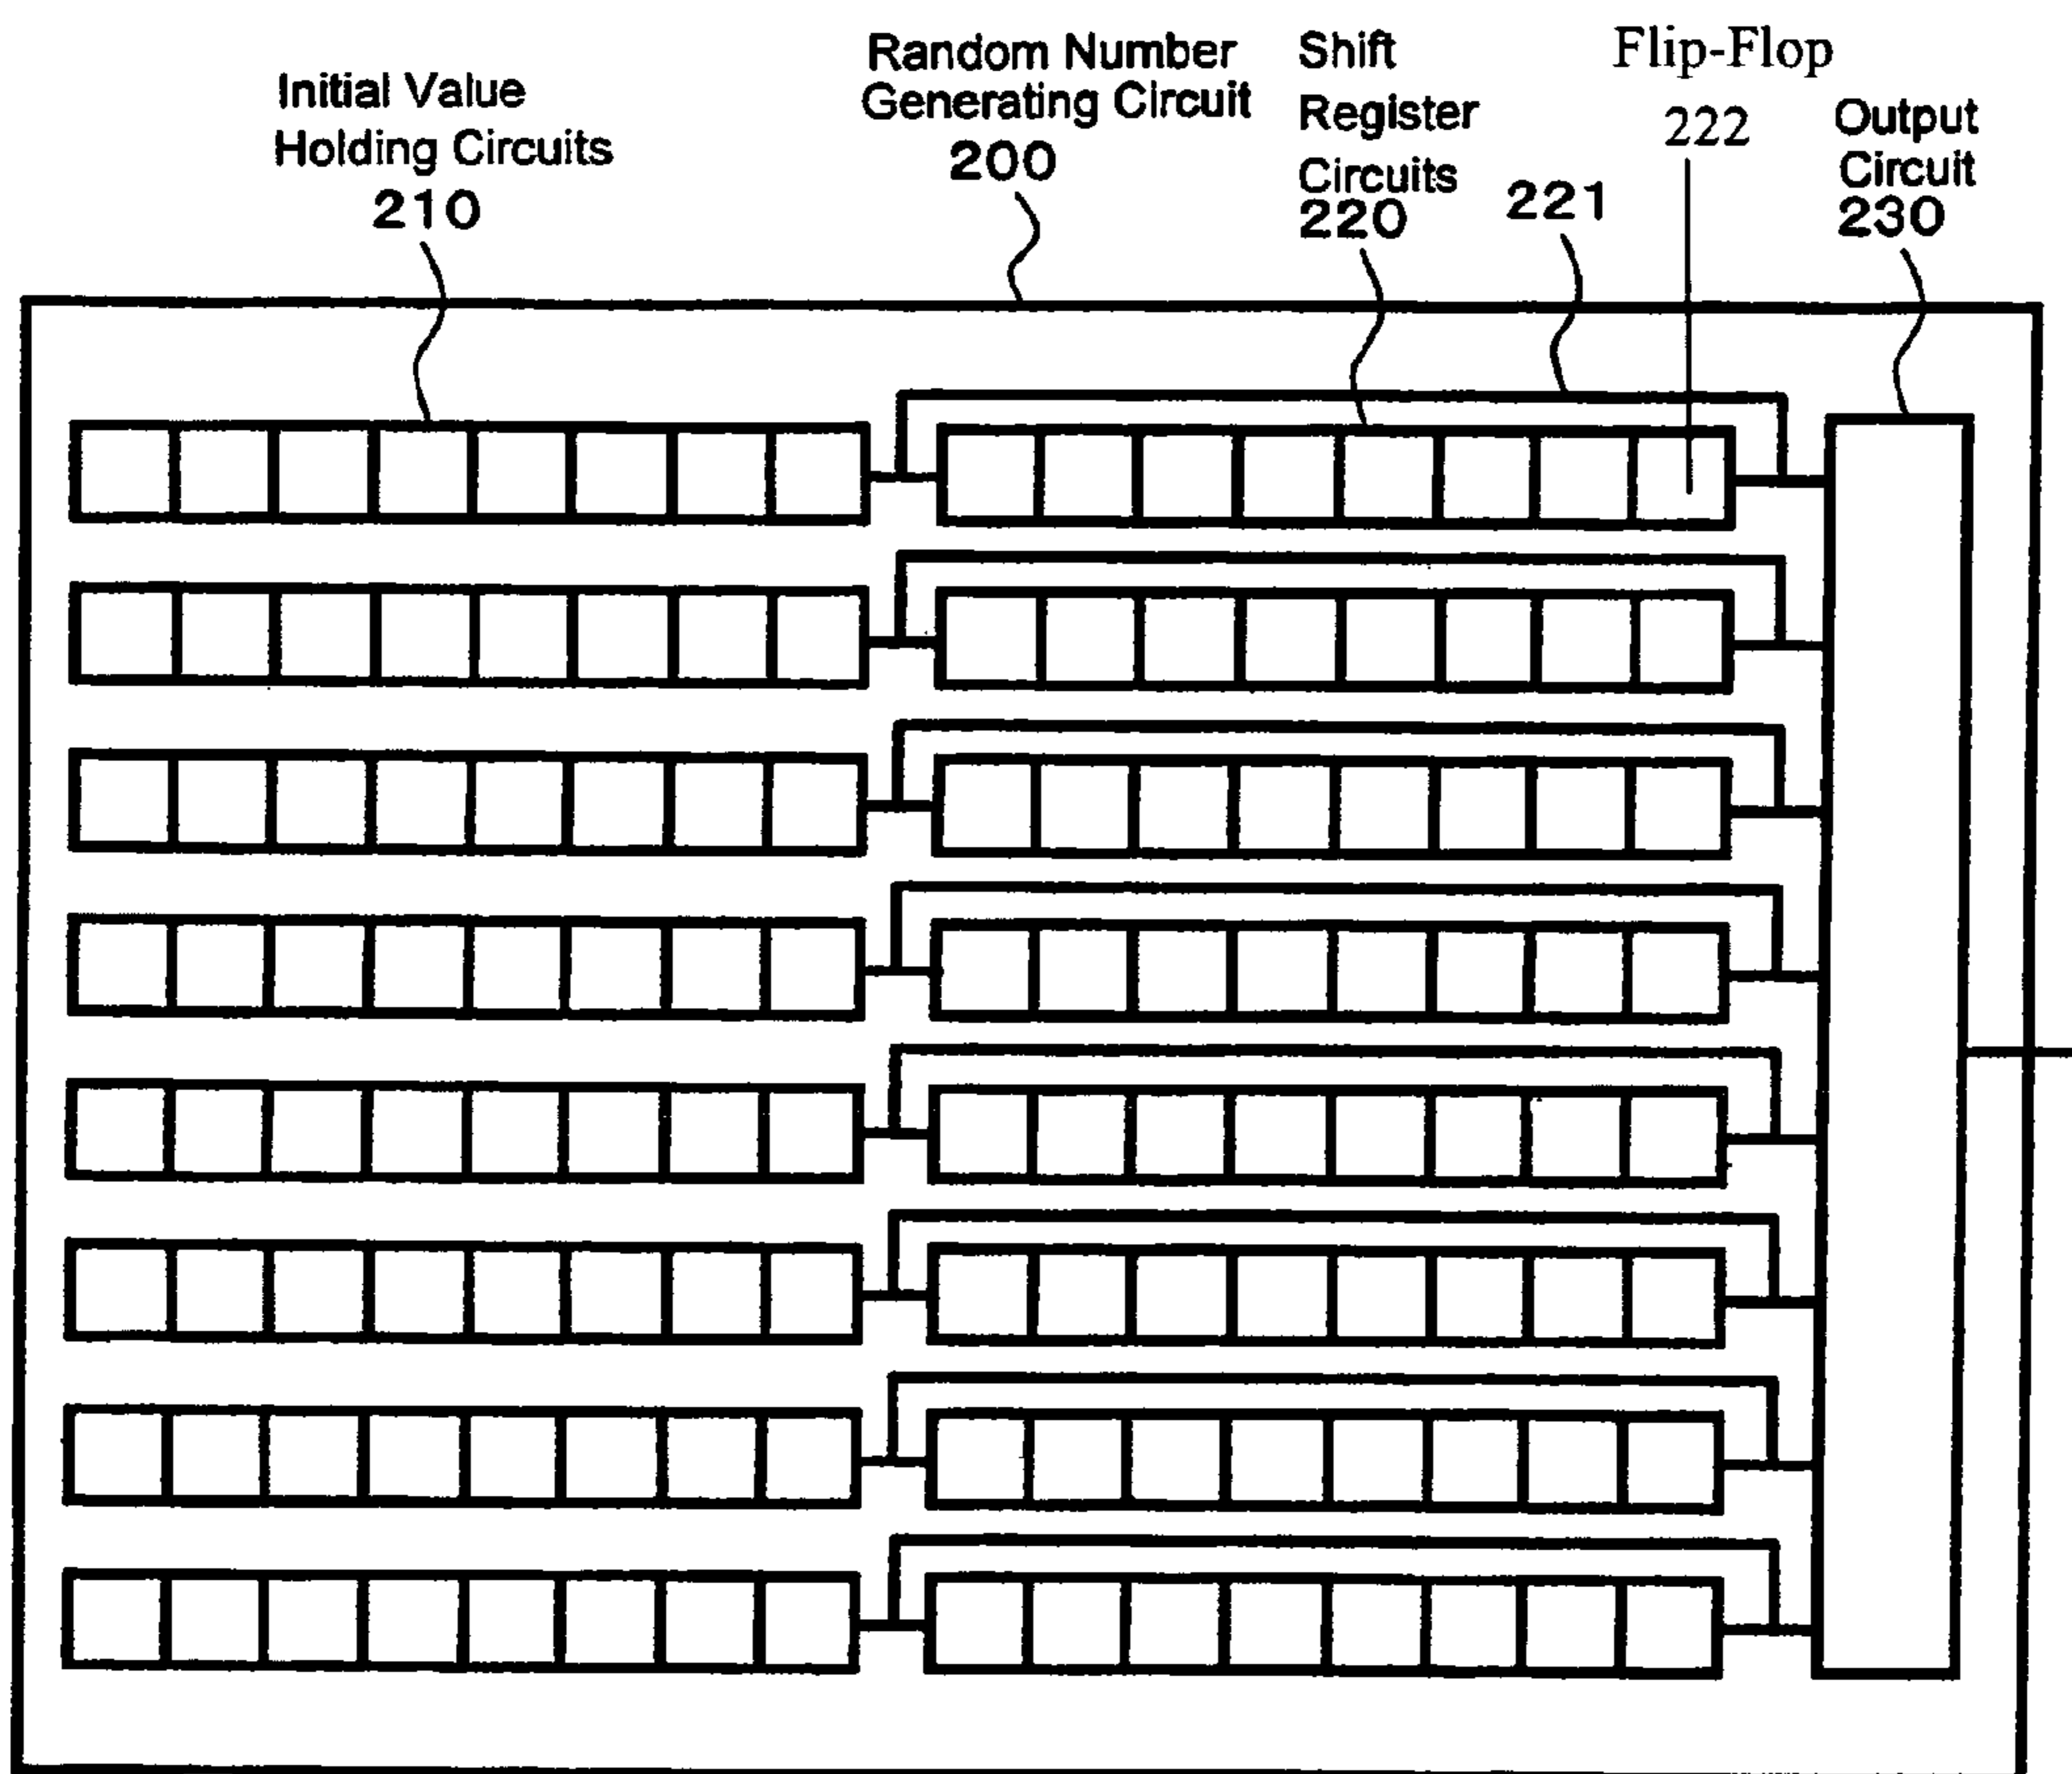 Initial Value
Holding Circuits
210
Random Number
Generating Circuit
200
Shift
Register
Circuits
220
221
Flip-Flop
222
Output
Circuit
230